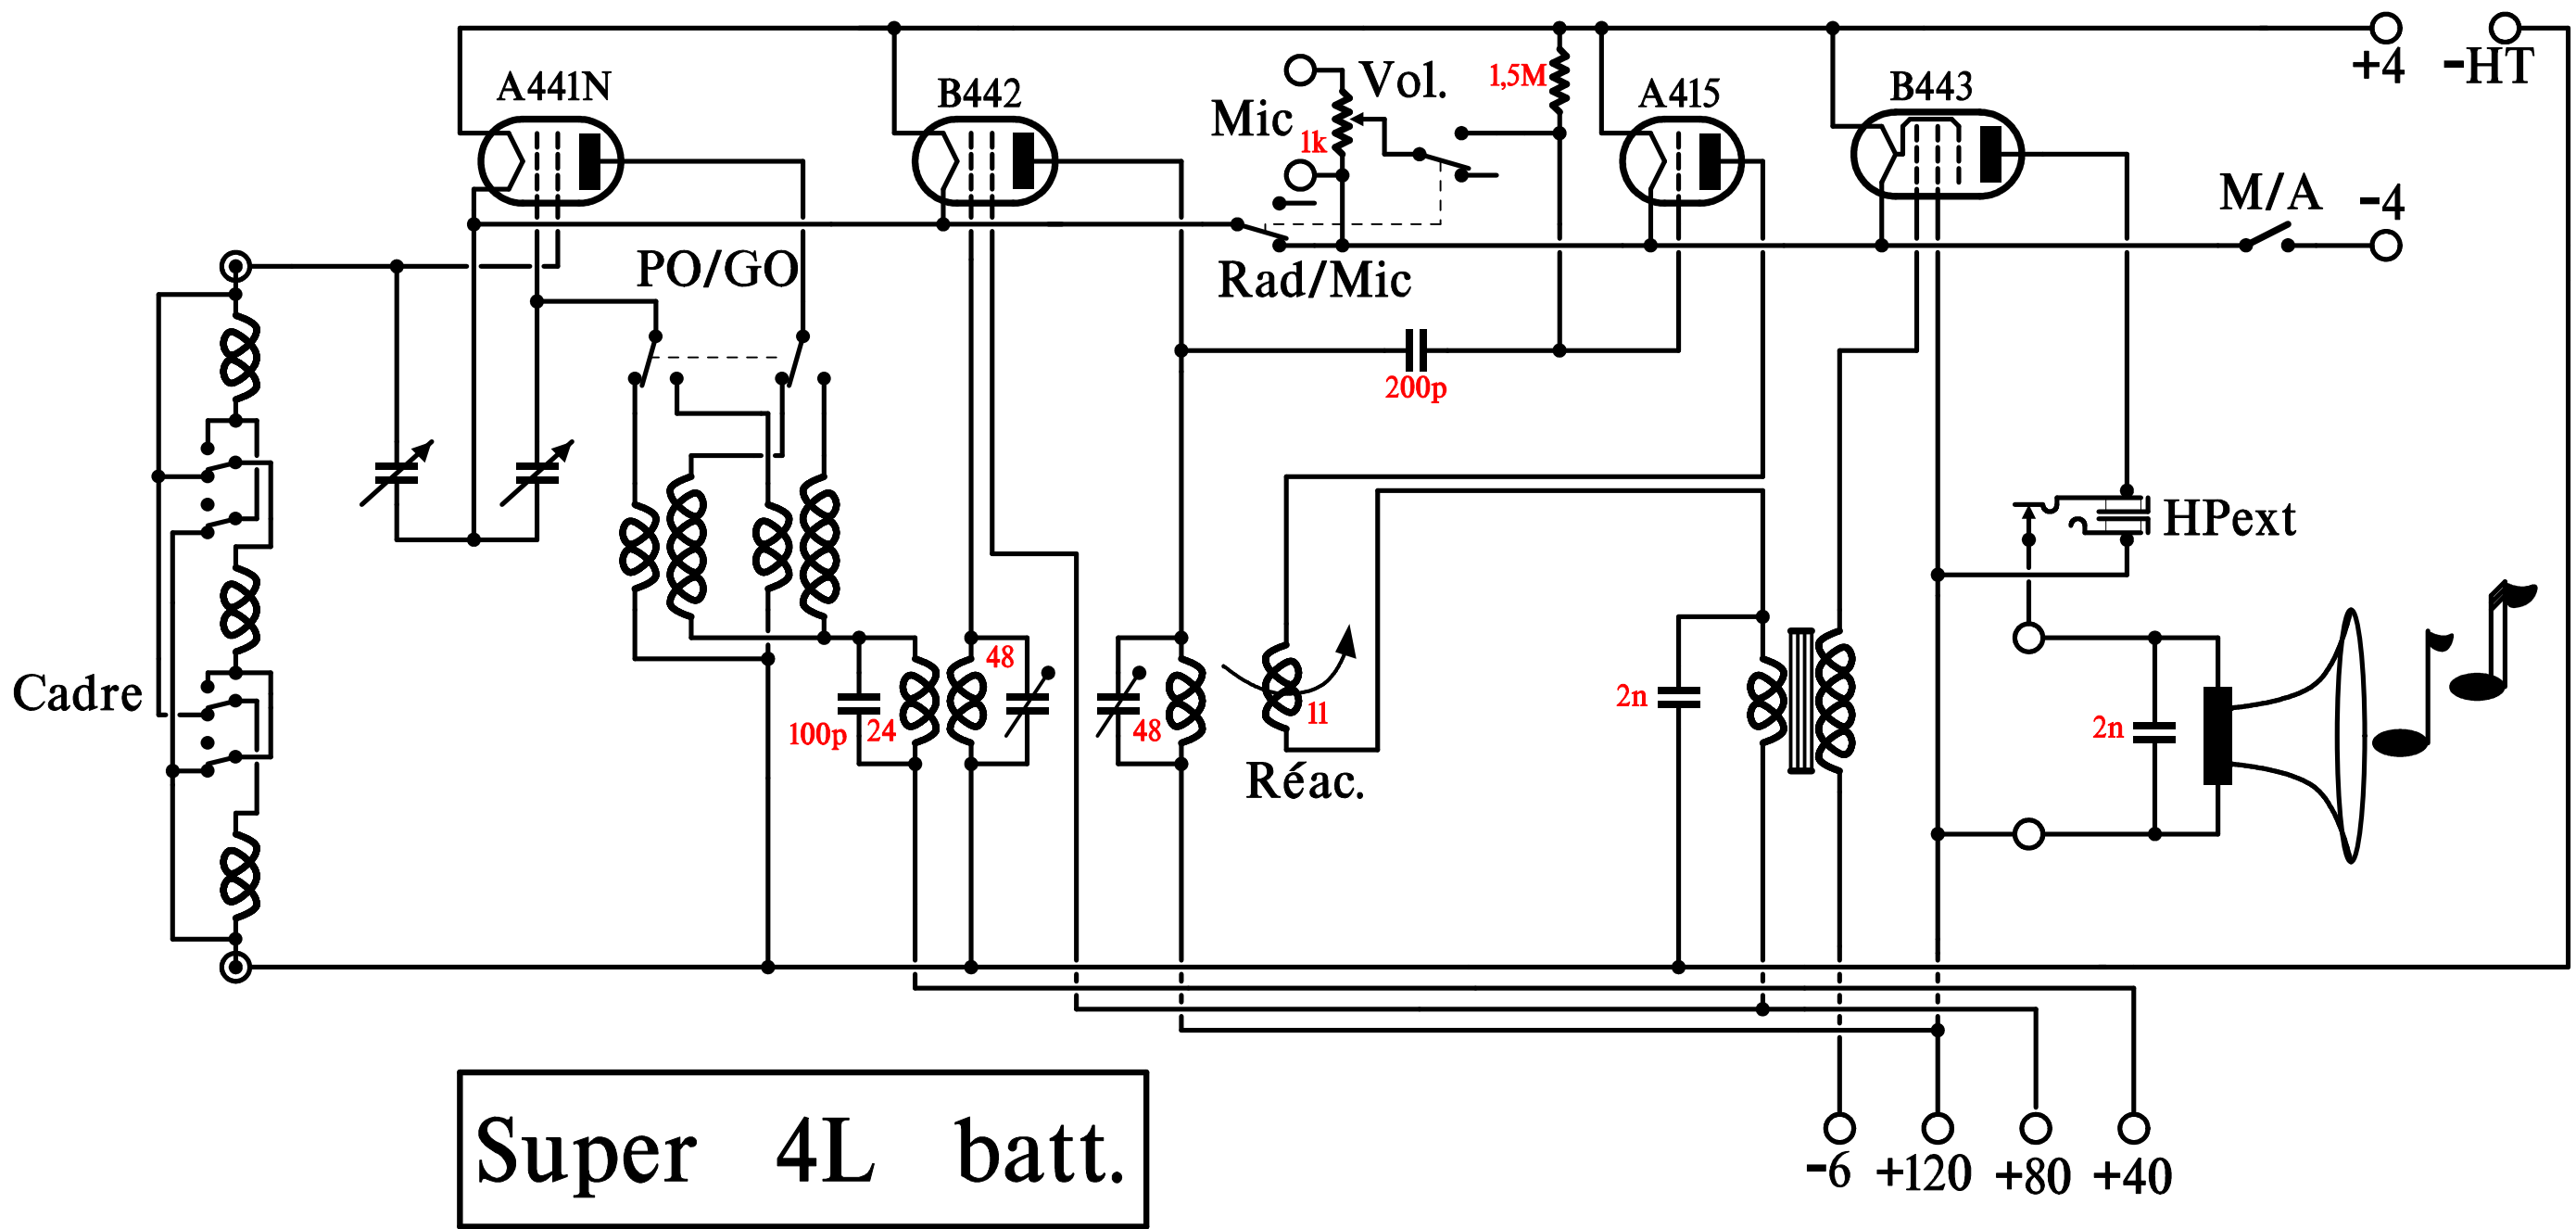 A441N
B442
Mic
1k
Vol.
1,5M
A415
B443
+4
-HT
M/A
-4
PO/GO
Rad/Mic
200p
HPext
Cadre
100p
24
48
48
11
Réac.
2n
2n
Super 4L batt.
-6
+120
+80
+40